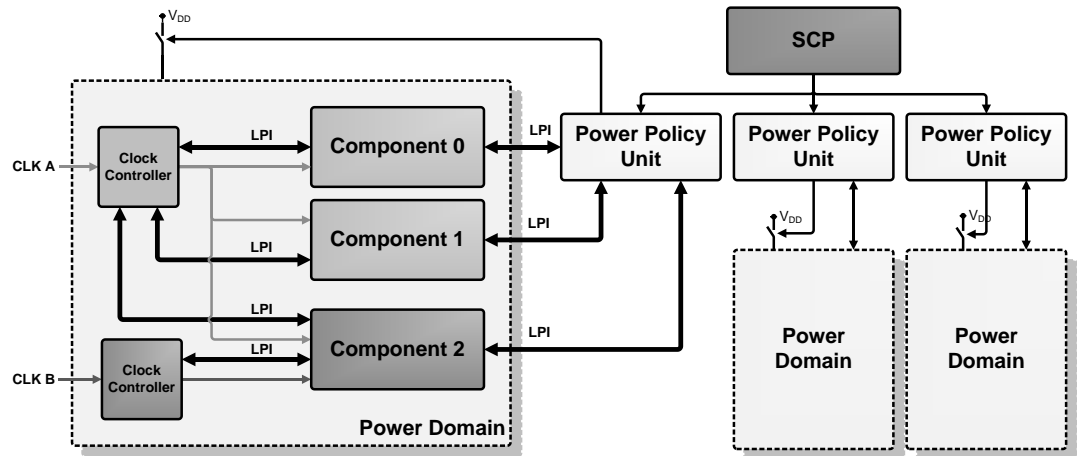 VDD
SCP
LPI
Component 0
LPI
Power Policy
Unit
Power Policy
Unit
Power Policy
Unit
Clock
Controller
CLK A
Component 1
LPI
LPI
VDD
VDD
LPI
Component 2
LPI
LPI
Clock
Controller
CLK B
Power Domain
Power
Domain
Power
Domain